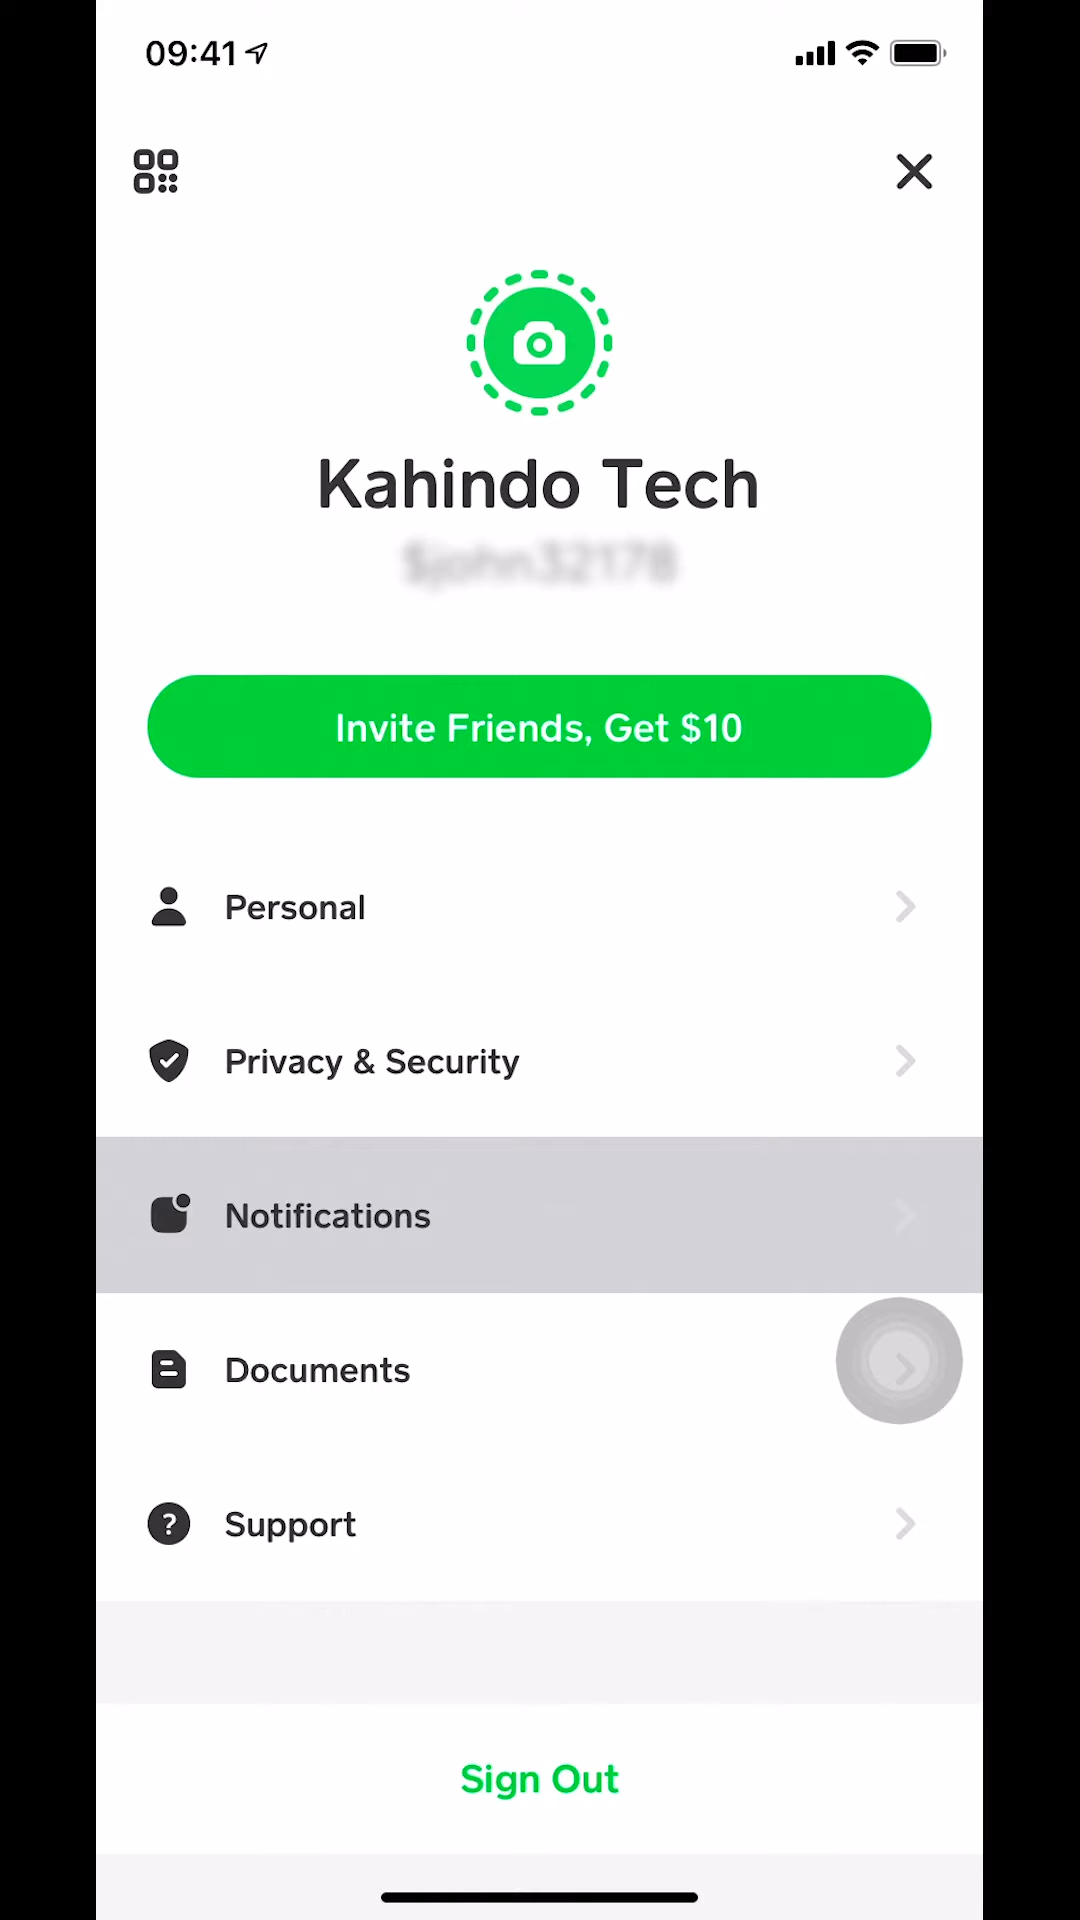 09:41
Kahindo Tech
Invite Friends, Get $10
Personal
Privacy & Security
Notifications
Documents
Support
Sign Out